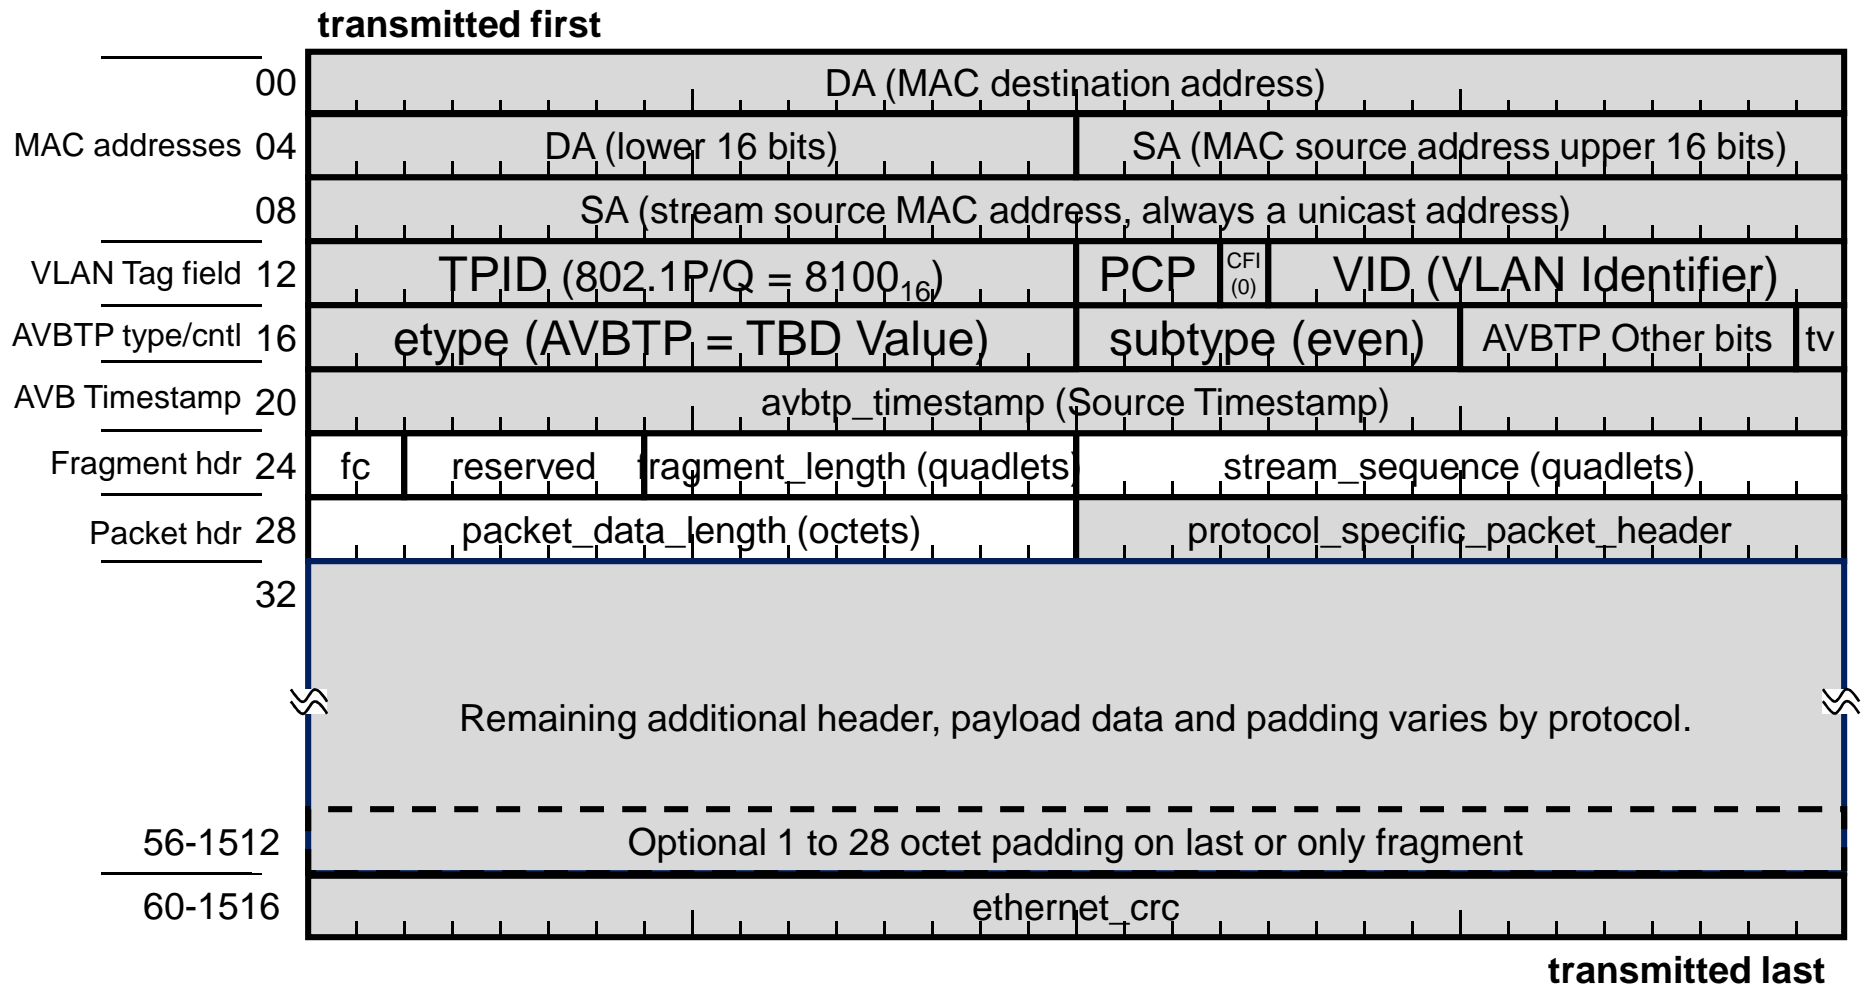 transmitted first
00 DA (MAC destination address)
MAC addresses 04 DA (lower 16 bits) SA (MAC source address upper 16 bits)
08 SA (stream source MAC address, always a unicast address)
VLAN Tag field 12 TPID (802.1P/Q = 8100₁₆) PCP CFI (0) VID (VLAN Identifier)
AVBTP type/cntl 16 etype (AVBTP = TBD Value) subtype (even) AVBTP Other bits tv
AVB Timestamp 20 avbtp_timestamp (Source Timestamp)
Fragment hdr 24 fc reserved fragment_length (quadlets) stream_sequence (quadlets)
Packet hdr 28 packet_data_length (octets) protocol_specific_packet_header
32
Remaining additional header, payload data and padding varies by protocol.
56-1512 Optional 1 to 28 octet padding on last or only fragment
60-1516 ethernet_crc
transmitted last